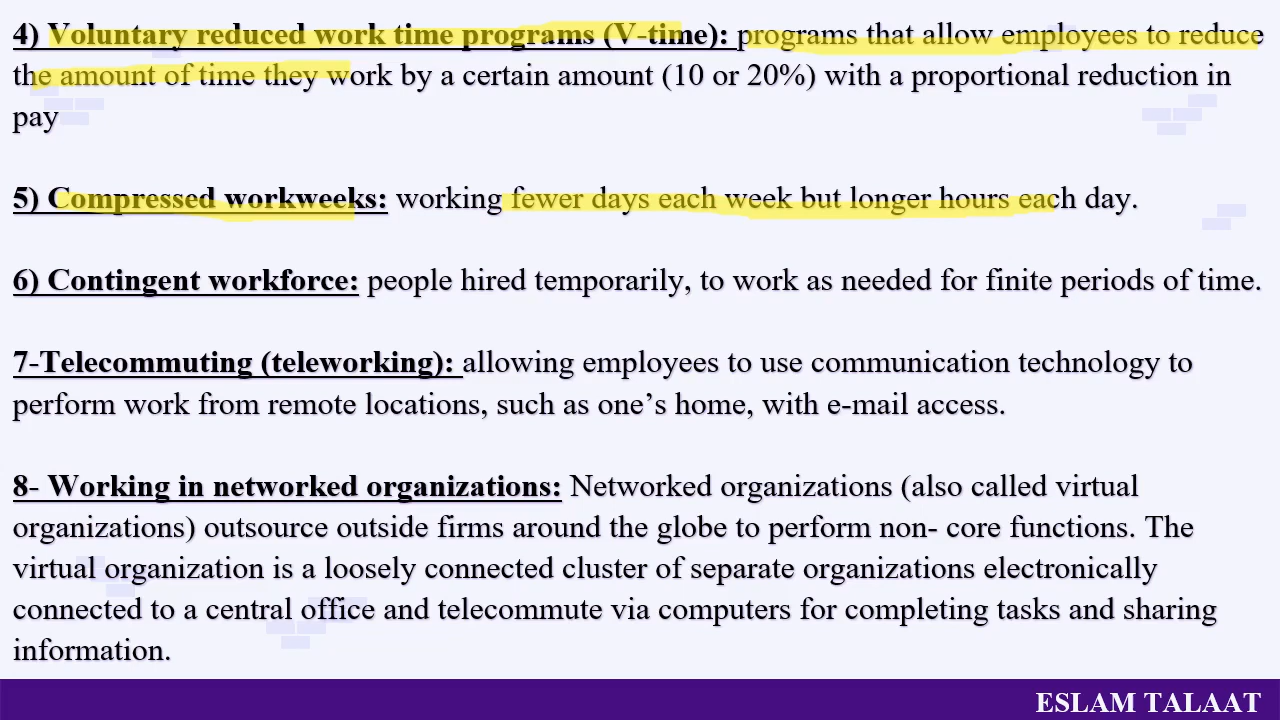 4) Voluntary reduced work time programs (V-time): programs that allow employees to reduce
the amount of time they work by a certain amount (10 or 20%) with a proportional reduction in
pay
5) Compressed workweeks: working fewer days each week but longer hours each day.
6) Contingent workforce: people hired temporarily, to work as needed for finite periods of time.
7-Telecommuting (teleworking): allowing employees to use communication technology to
perform work from remote locations, such as one’s home, with e-mail access.
8- Working in networked organizations: Networked organizations (also called virtual
organizations) outsource outside firms around the globe to perform non- core functions. The
virtual organization is a loosely connected cluster of separate organizations electronically
connected to a central office and telecommute via computers for completing tasks and sharing
information.
ESLAM TALAAT